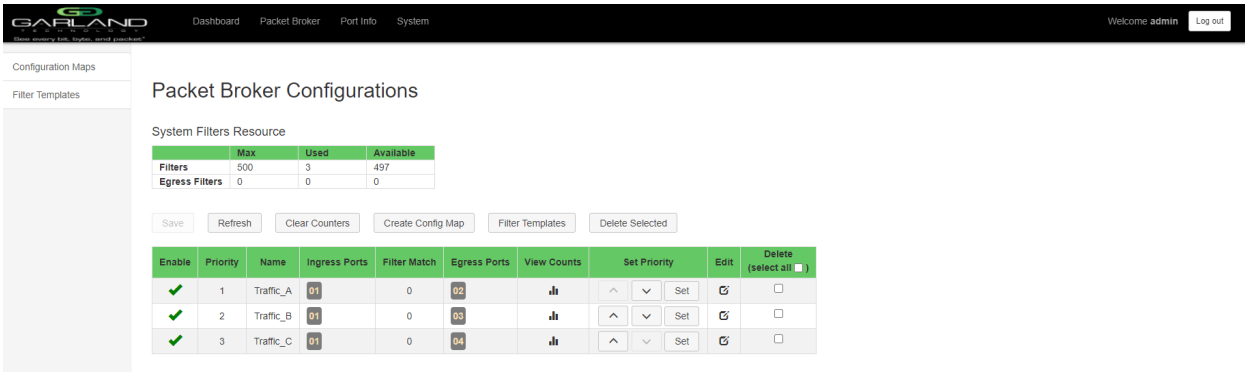 GARLAND
TECHNOLOGY
See every bit, byte, and packet®
Dashboard Packet Broker Port Info System Welcome admin Log out
Configuration Maps
Filter Templates
Packet Broker Configurations
System Filters Resource
Max Used Available
Filters 500 3 497
Egress Filters 0 0 0
Save Refresh Clear Counters Create Config Map Filter Templates Delete Selected
Enable Priority Name Ingress Ports Filter Match Egress Ports View Counts Set Priority Edit Delete (select all )
1 Traffic_A 01 0 02 Set
2 Traffic_B 01 0 03 Set
3 Traffic_C 01 0 04 Set